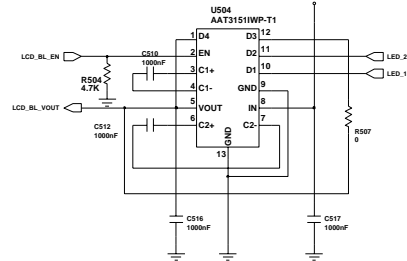 U504
AAT3151IWP-T1
1 D4 D3 12
LCD_BL_EN 2 EN D2 11 LED_2
C510
1000nF
3 C1+ D1 10 LED_1
R504
4.7K
4 C1- GND 9
LCD_BL_VOUT 5 VOUT IN 8
C512
1000nF
6 C2+ C2- 7
R507
0
GND
13
C516
1000nF
C517
1000nF